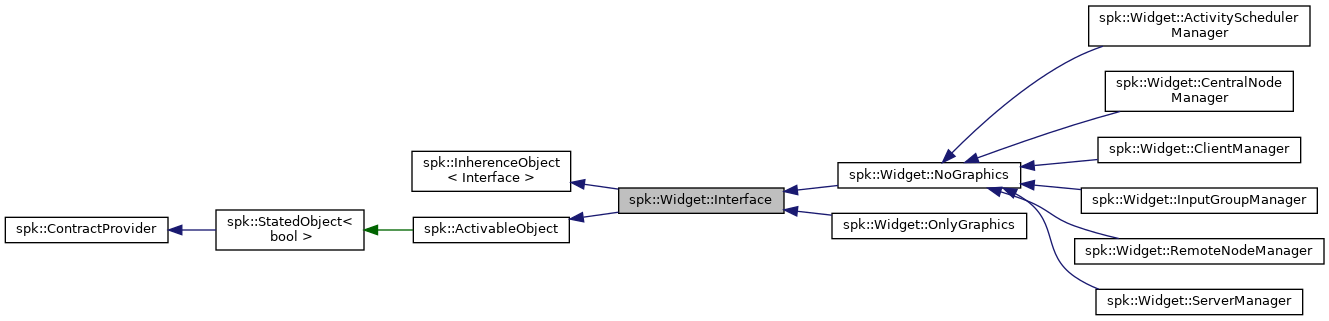 spk::Widget::ActivityScheduler
Manager
spk::Widget::CentralNode
Manager
spk::InherenceObject
< Interface >
spk::Widget::ClientManager
spk::Widget::NoGraphics
spk::Widget::Interface
spk::Widget::InputGroupManager
spk::ContractProvider
spk::StatedObject<
bool >
spk::ActivableObject
spk::Widget::OnlyGraphics
spk::Widget::RemoteNodeManager
spk::Widget::ServerManager